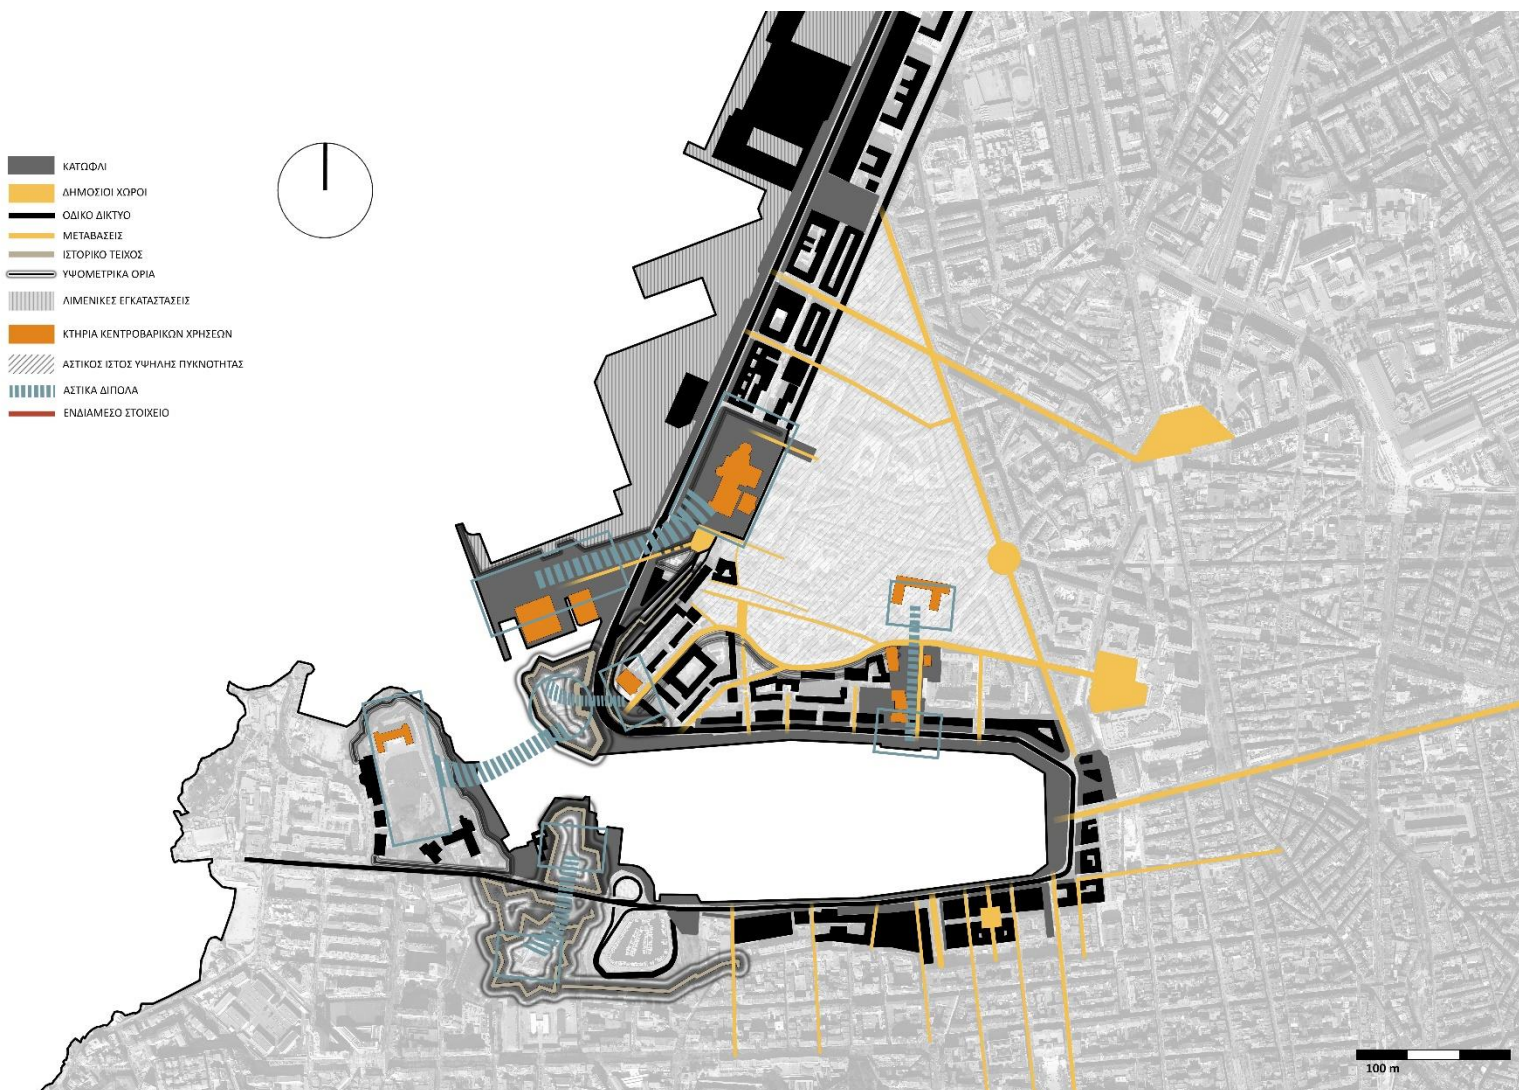 ΚΑΤΩΦΛΙ
ΔΗΜΟΣΙΟΙ ΧΩΡΟΙ
ΟΔΙΚΟ ΔΙΚΤΥΟ
ΜΕΤΑΒΑΣΕΙΣ
ΙΣΤΟΡΙΚΟ ΤΕΙΧΟΣ
ΥΨΟΜΕΤΡΙΚΑ ΟΡΙΑ
ΛΙΜΕΝΙΚΕΣ ΕΓΚΑΤΑΣΤΑΣΕΙΣ
ΚΤΗΡΙΑ ΚΕΝΤΡΟΒΑΡΙΚΩΝ ΧΡΗΣΕΩΝ
ΑΣΤΙΚΟΣ ΙΣΤΟΣ ΥΨΗΛΗΣ ΠΥΚΝΟΤΗΤΑΣ
ΑΣΤΙΚΑ ΔΙΠΟΛΑ
ΕΝΔΙΑΜΕΣΟ ΣΤΟΙΧΕΙΟ
100 m